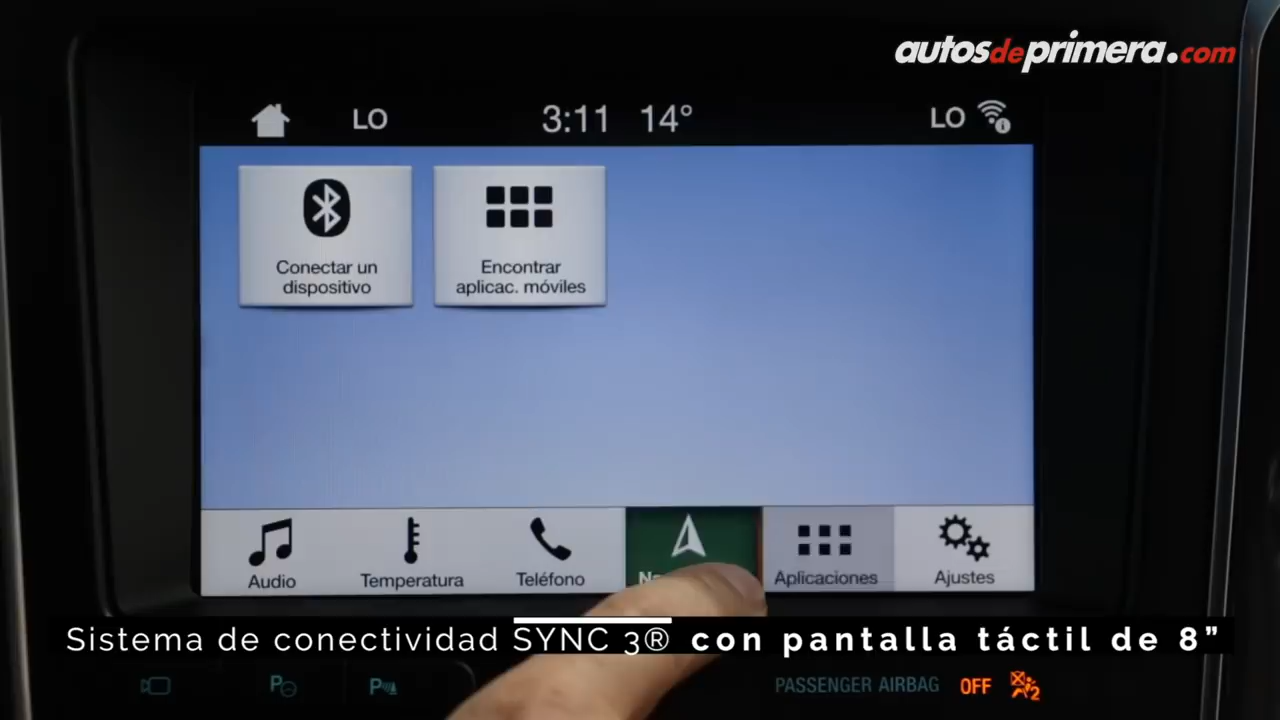 autosdeprimera.com
LO 3:11 14° LO
Conectar un
dispositivo
Encontrar
aplicac. móviles
Audio
Temperatura
Teléfono
Aplicaciones
Ajustes
Sistema de conectividad SYNC 3® con pantalla táctil de 8”
PASSENGER AIRBAG OFF